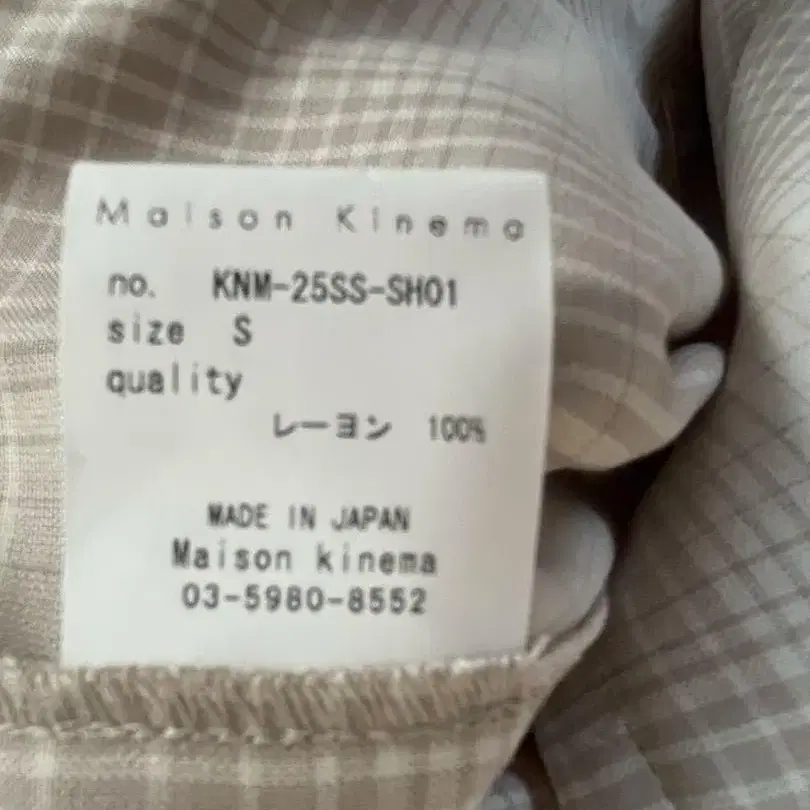 Maison Kinema
no. KNM-25SS-SH01
size S
quality
レーヨン 100%
MADE IN JAPAN
Maison kinema
03-5980-8552